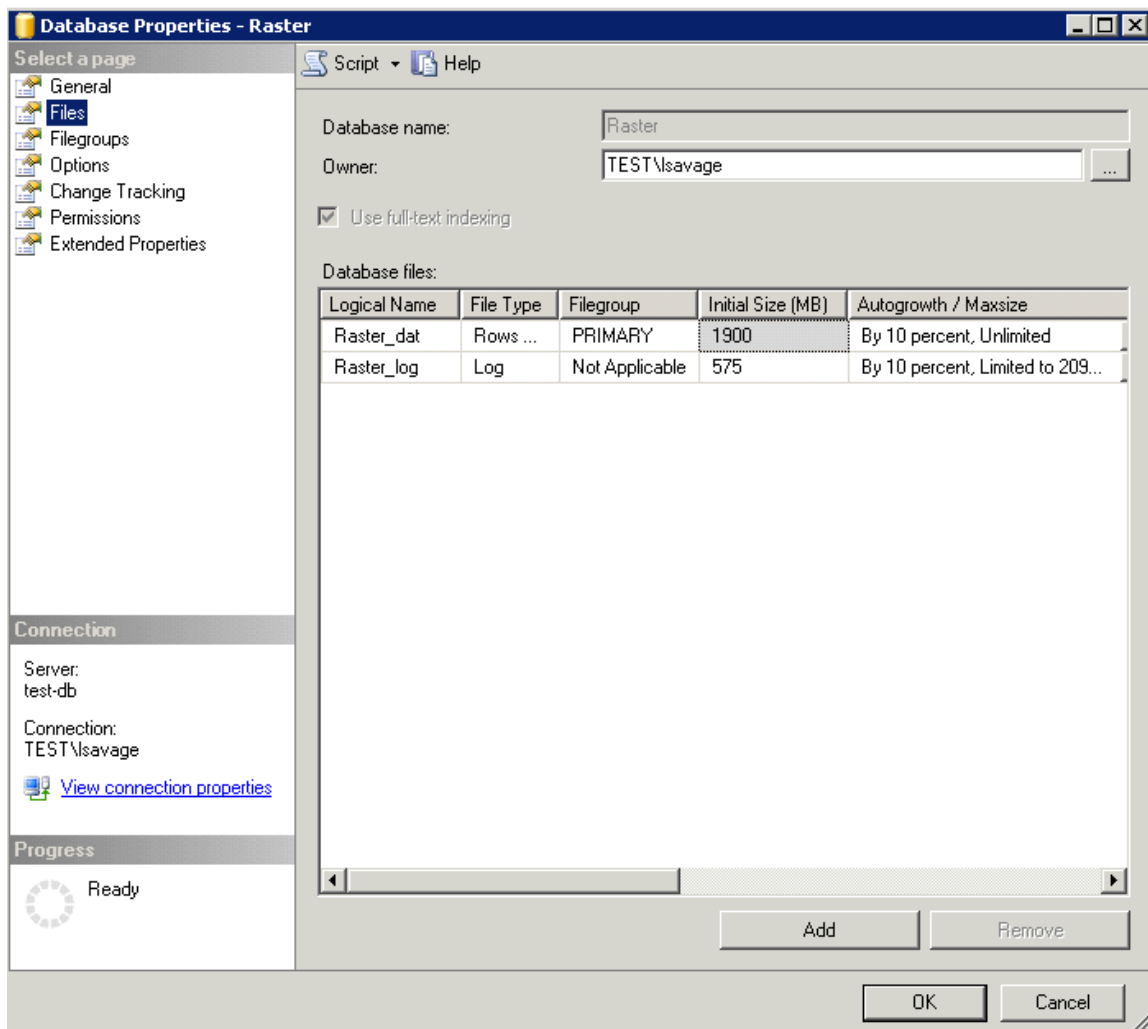 Database Properties - Raster
Select a page
General
Files
Filegroups
Options
Change Tracking
Permissions
Extended Properties
Script
Help
Database name:
Raster
Owner:
TEST\lsavage
...
Use full-text indexing
Database files:
Logical Name File Type Filegroup Initial Size (MB) Autogrowth / Maxsize
Raster_dat Rows ... PRIMARY 1900 By 10 percent, Unlimited
Raster_log Log Not Applicable 575 By 10 percent, Limited to 209...
Connection
Server:
test-db
Connection:
TEST\lsavage
View connection properties
Progress
Ready
Add
Remove
OK
Cancel